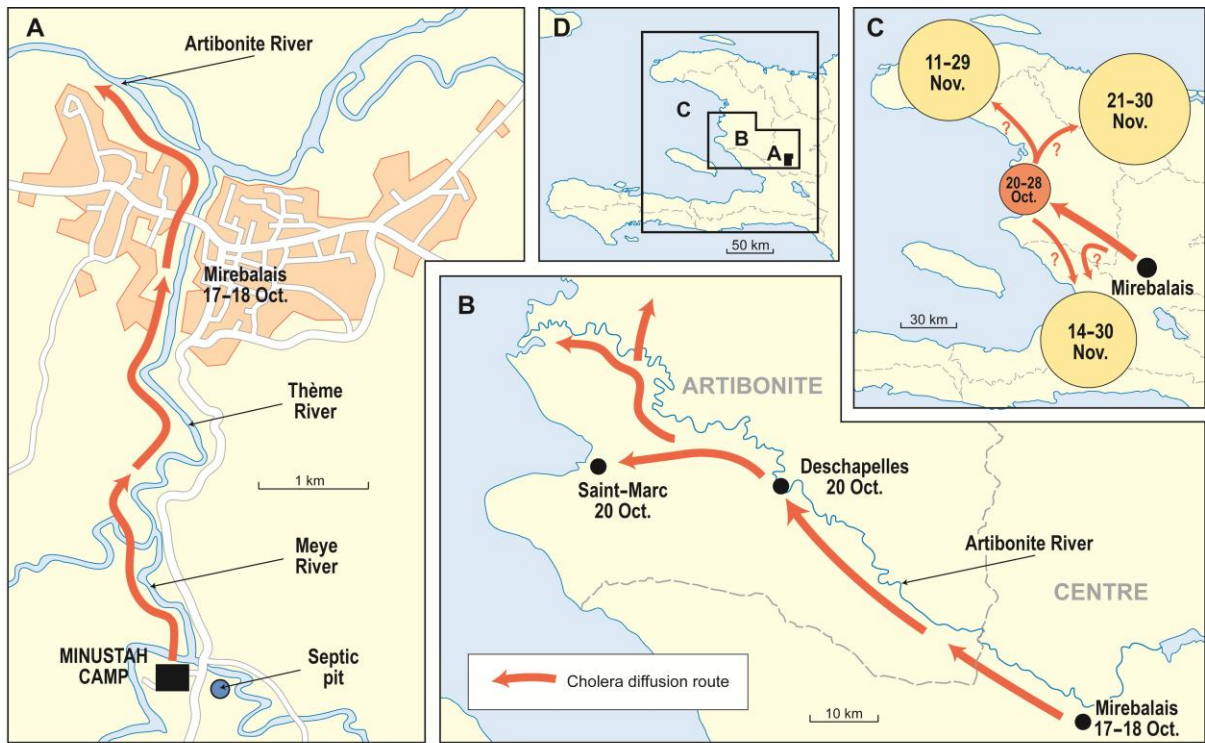 A
Artibonite River
Mirebalais
17–18 Oct.
Thème
River
1 km
Meye
River
MINUSTAH
CAMP
Septic
pit
D
C
B
A
50 km
C
11–29
Nov.
21–30
Nov.
?
?
20–28
Oct.
?
?
Mirebalais
30 km
14–30
Nov.
B
ARTIBONITE
Deschapelles
20 Oct.
Saint–Marc
20 Oct.
Artibonite River
CENTRE
Cholera diffusion route
10 km
Mirebalais
17–18 Oct.